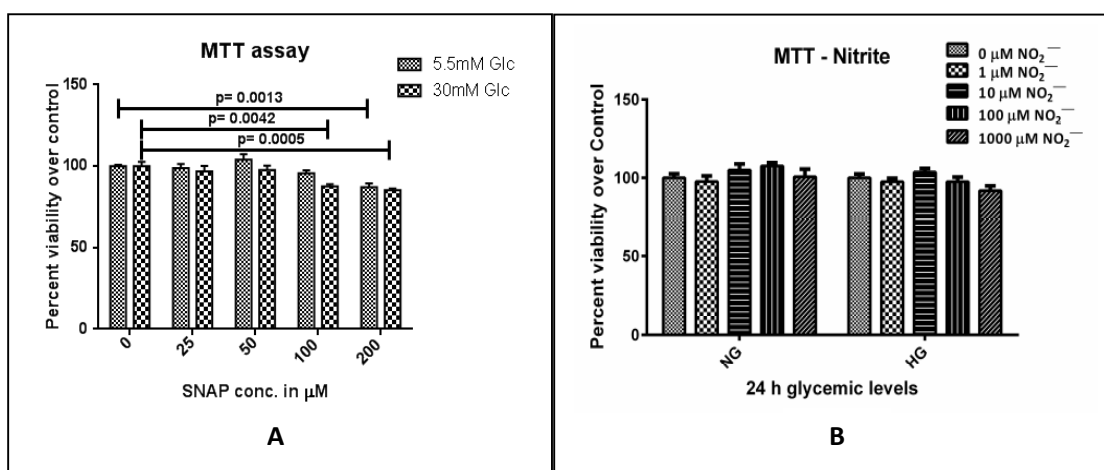 MTT assay
5.5mM Glc
30mM Glc
150
p= 0.0013
p= 0.0042
p= 0.0005
100
50
0
Percent viability over Control
0
25
50
100
200
SNAP conc. in μM
A
MTT - Nitrite
0 μM NO₂⁻
1 μM NO₂⁻
10 μM NO₂⁻
100 μM NO₂⁻
1000 μM NO₂⁻
150
100
50
0
Percent viability over Control
NG
HG
24 h glycemic levels
B